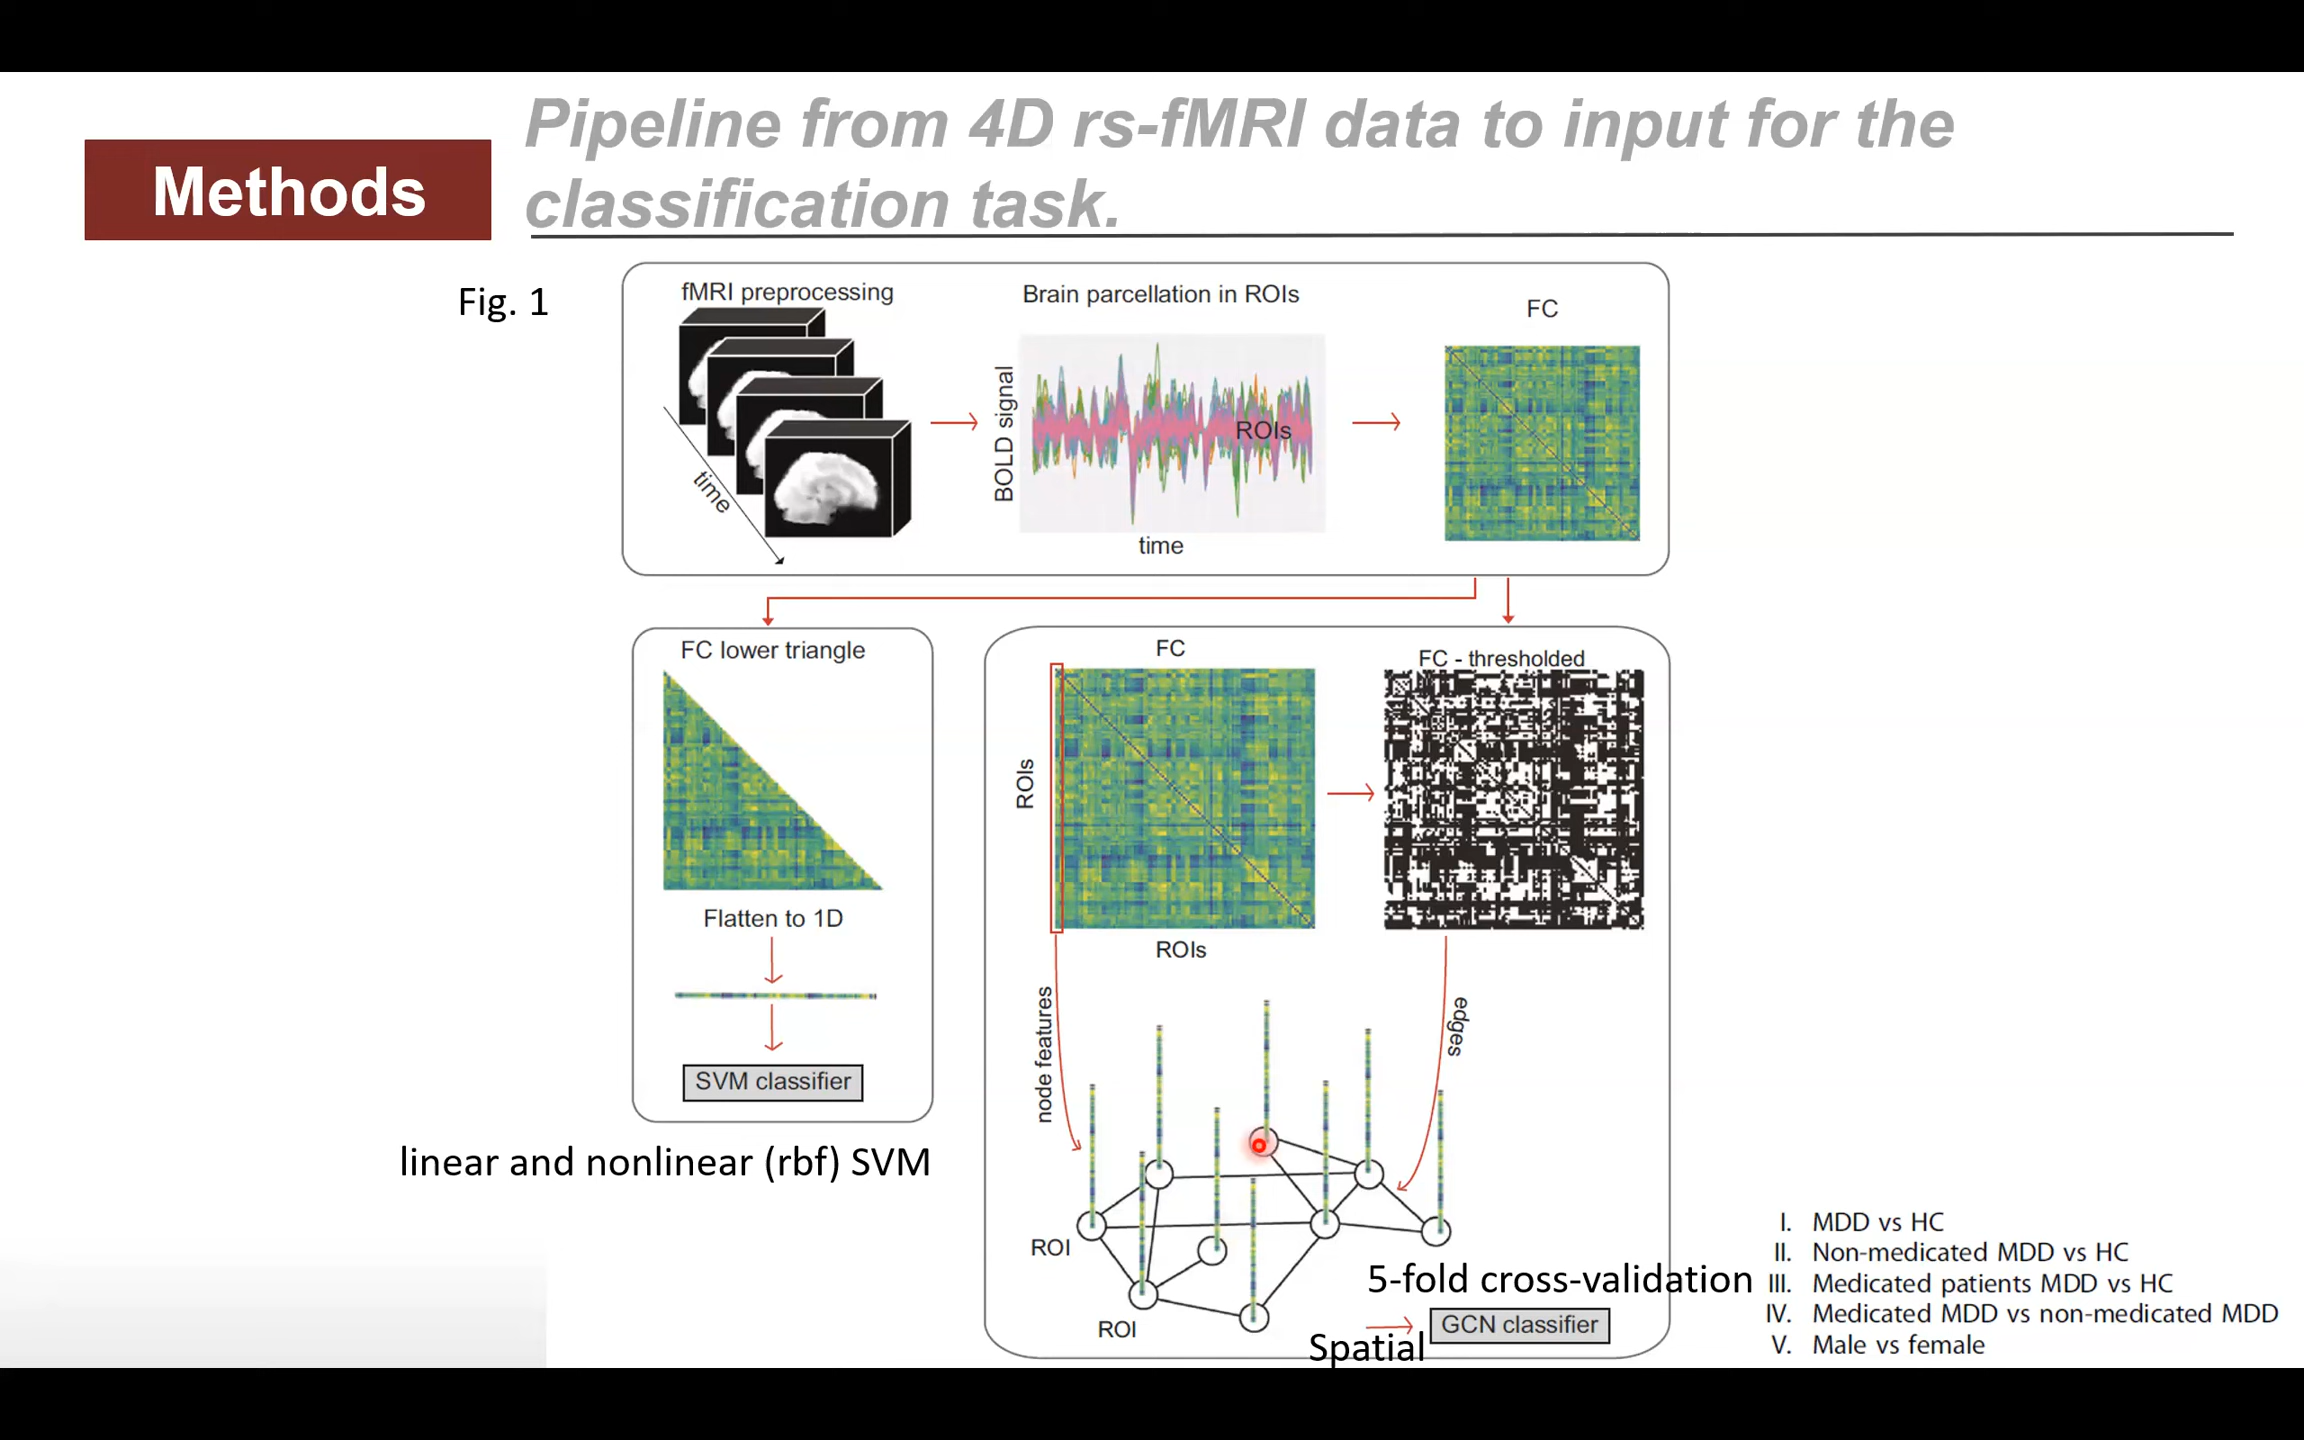 Methods
Pipeline from 4D rs-fMRI data to input for the
classification task.
Fig. 1
fMRI preprocessing
time
Brain parcellation in ROIs
BOLD signal
ROIs
time
FC
FC lower triangle
Flatten to 1D
SVM classifier
linear and nonlinear (rbf) SVM
FC
ROIs
ROIs
FC - thresholded
node features
edges
ROI
ROI
5-fold cross-validation
GCN classifier
Spatial
I. MDD vs HC
II. Non-medicated MDD vs HC
III. Medicated patients MDD vs HC
IV. Medicated MDD vs non-medicated MDD
V. Male vs female